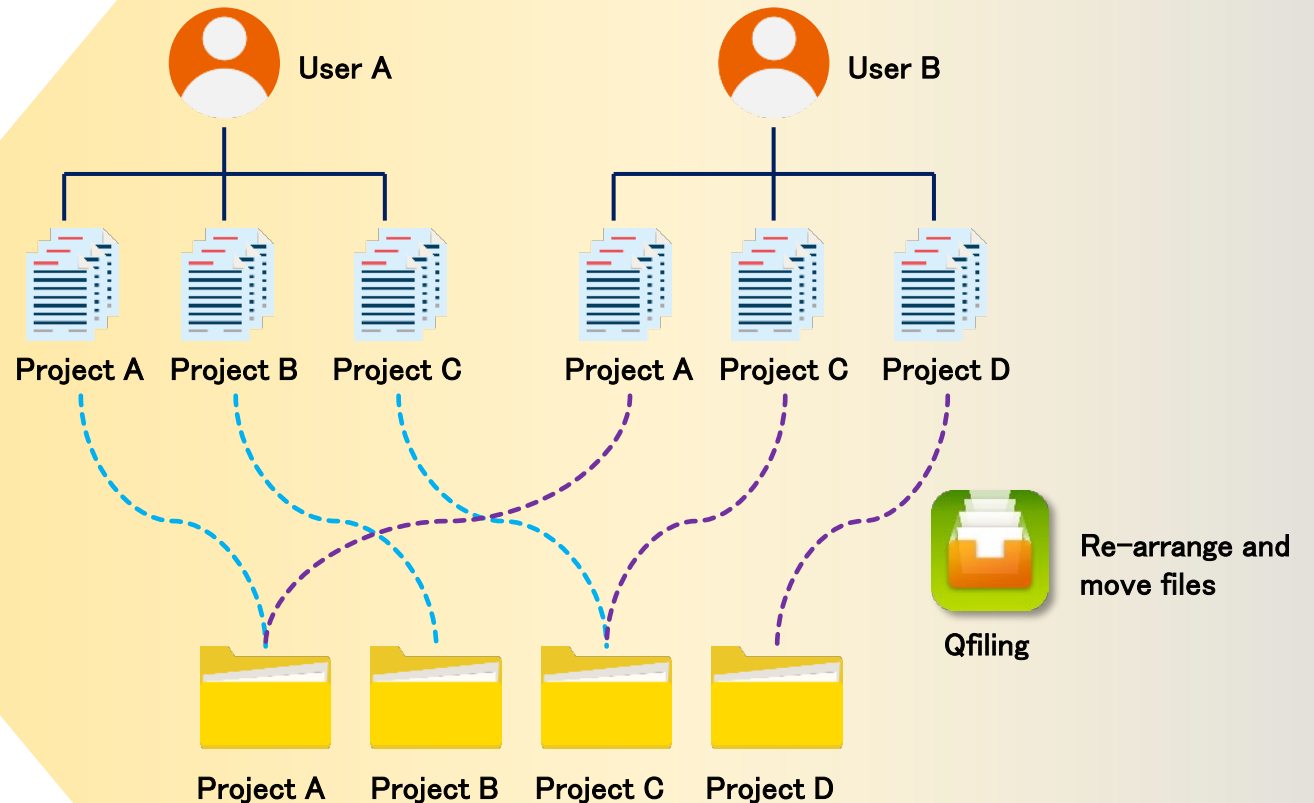 User A
User B
Project A
Project B
Project C
Project A
Project C
Project D
Re-arrange and
move files
Qfiling
Project A
Project B
Project C
Project D